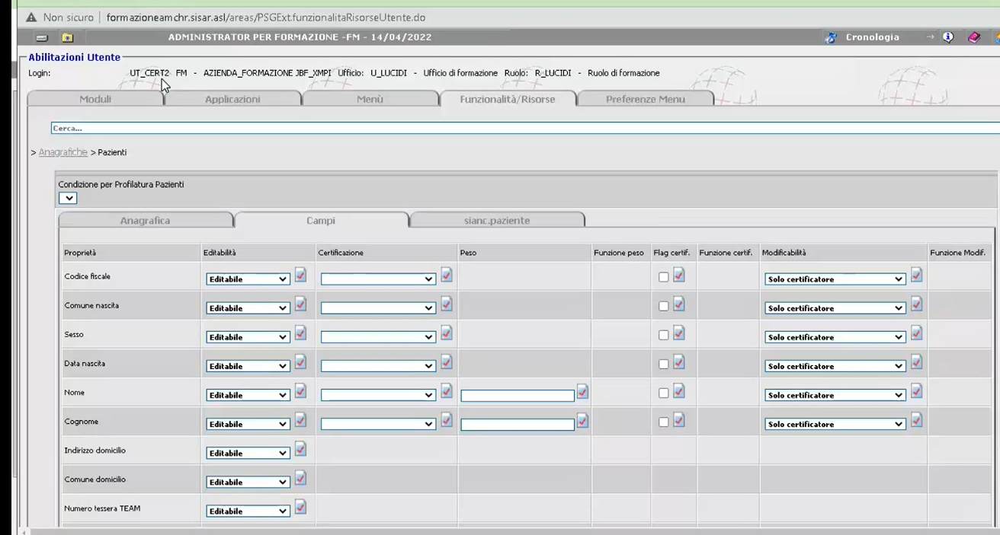 Non sicuro | formazioneamchr.sisar.asl/areas/PSGExt.funzionalitaRisorseUtente.do
ADMINISTRATOR PER FORMAZIONE -FM - 14/04/2022 Cronologia
Abilitazioni Utente
Login: UT_CERT2 FM - AZIENDA_FORMAZIONE JBF_XMPI Ufficio: U_LUCIDI - Ufficio di formazione Ruolo: R_LUCIDI - Ruolo di formazione
Moduli Applicazioni Menù Funzionalità/Risorse Preferenze Menu
Cerca...
> Anagrafiche > Pazienti
Condizione per Profilatura Pazienti
Anagrafica Campi sianc.paziente
Proprietà Editabilità Certificazione Peso Funzione peso Flag certif. Funzione certif. Modificabilità Funzione Modif.
Codice fiscale Editabile Solo certificatore
Comune nascita Editabile Solo certificatore
Sesso Editabile Solo certificatore
Data nascita Editabile Solo certificatore
Nome Editabile Solo certificatore
Cognome Editabile Solo certificatore
Indirizzo domicilio Editabile
Comune domicilio Editabile
Numero tessera TEAM Editabile